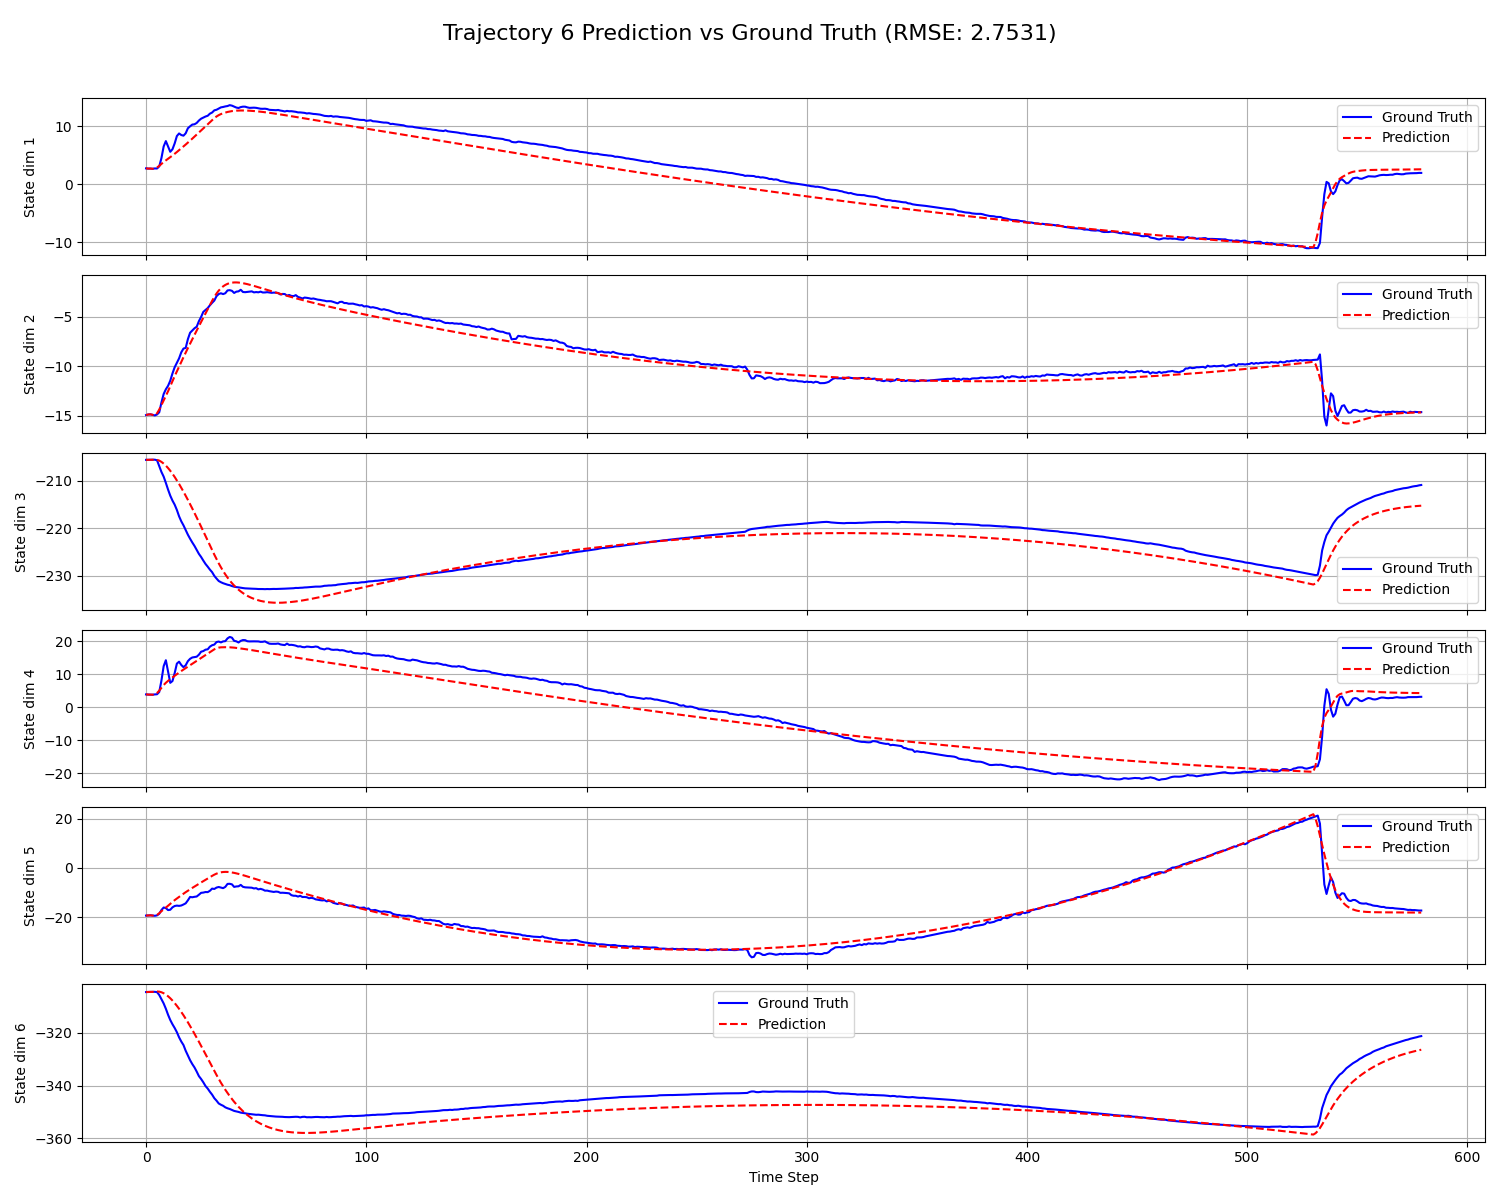 Trajectory 6 Prediction vs Ground Truth (RMSE: 2.7531)
State dim 1
10
0
−10
Ground Truth
Prediction
State dim 2
−5
−10
−15
Ground Truth
Prediction
State dim 3
−210
−220
−230
Ground Truth
Prediction
State dim 4
20
10
0
−10
−20
Ground Truth
Prediction
State dim 5
20
0
−20
Ground Truth
Prediction
State dim 6
−320
−340
−360
Ground Truth
Prediction
0 100 200 300 400 500 600
Time Step